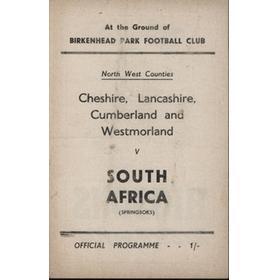 At the Ground of
BIRKENHEAD PARK FOOTBALL CLUB
North West Counties
Cheshire, Lancashire,
Cumberland and
Westmorland
v
SOUTH
AFRICA
(SPRINGBOKS)
OFFICIAL PROGRAMME - - 1/-